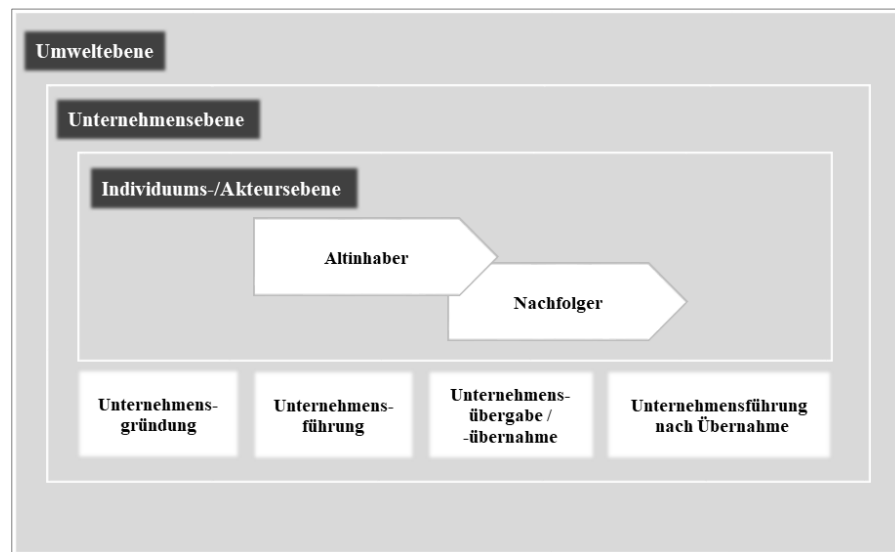 Umweltebene
Unternehmensebene
Individuums-/Akteursebene
Altinhaber
Nachfolger
Unternehmens-
gründung
Unternehmens-
führung
Unternehmens-
übergabe /
-übernahme
Unternehmensführung
nach Übernahme